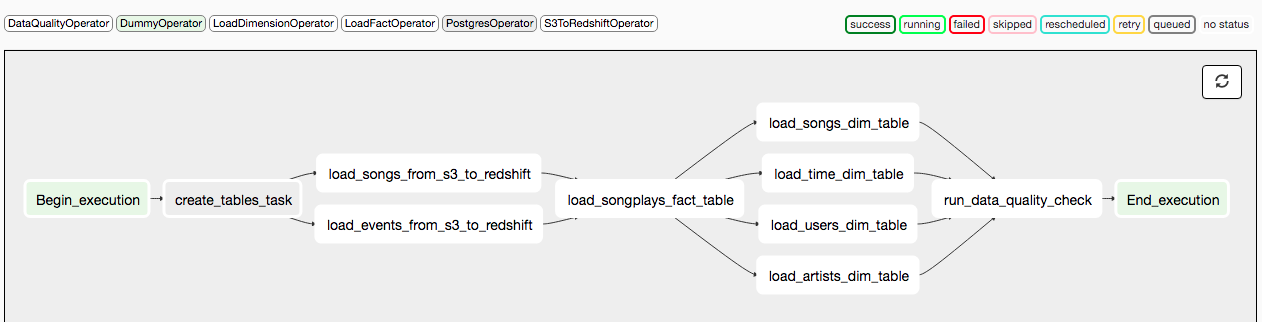 DataQualityOperator DummyOperator LoadDimensionOperator LoadFactOperator PostgresOperator S3ToRedshiftOperator success running failed skipped rescheduled retry queued no status
load_songs_dim_table
load_songs_from_s3_to_redshift load_time_dim_table
Begin_execution create_tables_task load_songplays_fact_table run_data_quality_check End_execution
load_events_from_s3_to_redshift load_users_dim_table
load_artists_dim_table